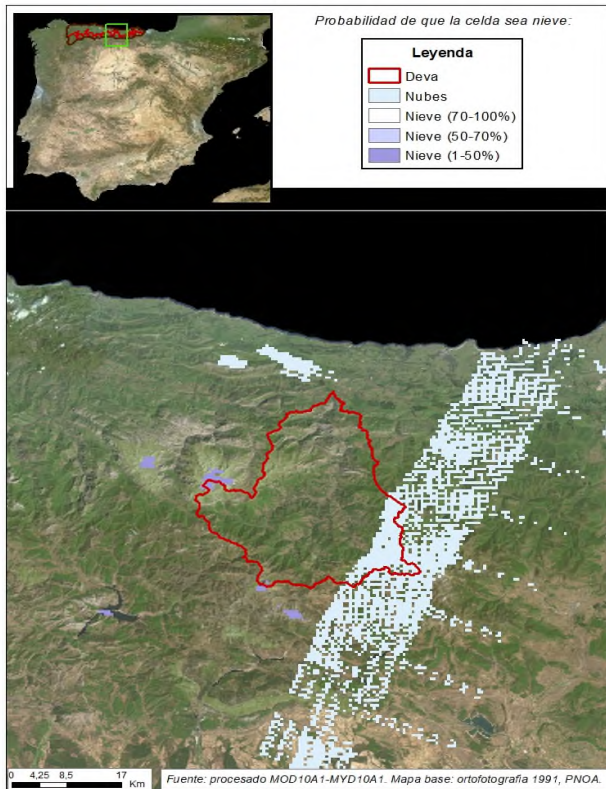 Probabilidad de que la celda sea nieve:
Leyenda
Deva
Nubes
Nieve (70-100%)
Nieve (50-70%)
Nieve (1-50%)
0 4,25 8,5 17
Km
Fuente: procesado MOD10A1-MYD10A1. Mapa base: ortofotografia 1991, PNOA.